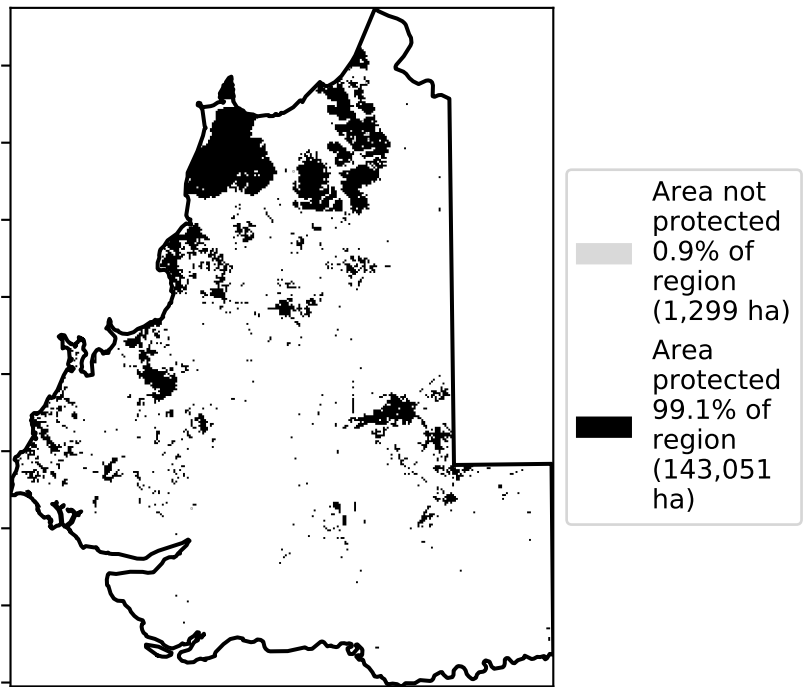 Area not
protected
0.9% of
region
(1,299 ha)
Area
protected
99.1% of
region
(143,051
ha)